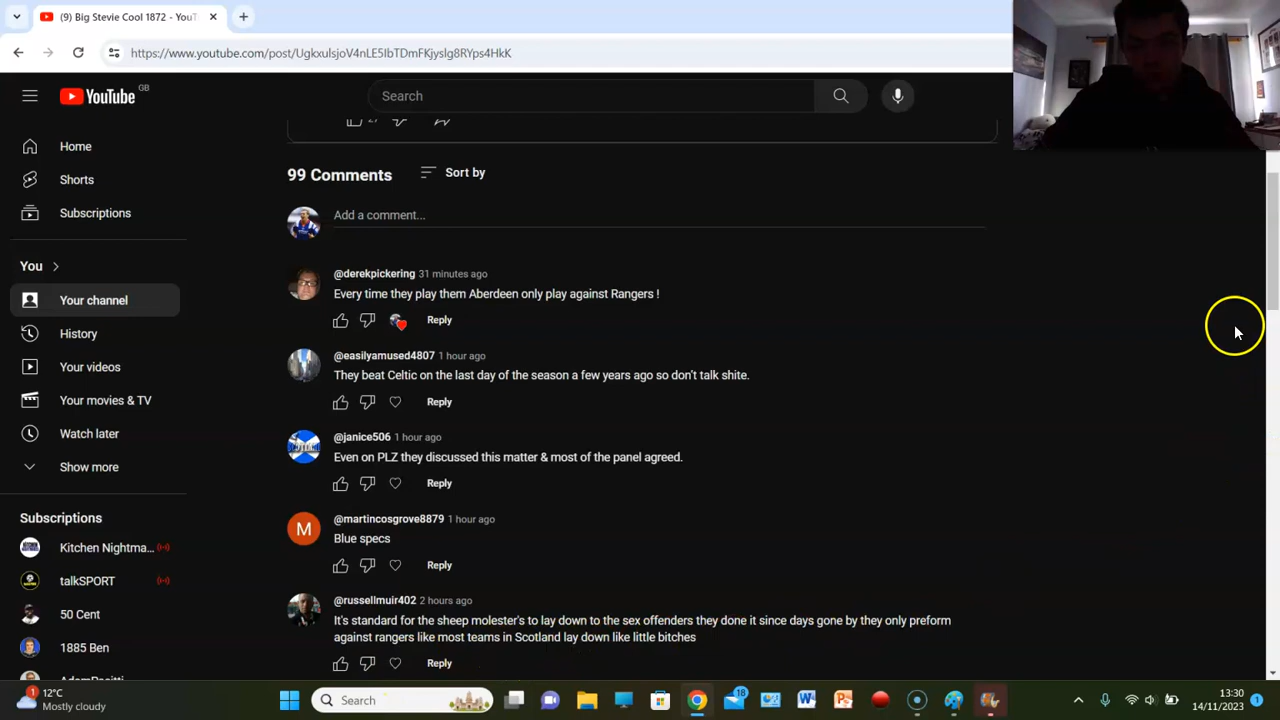 (9) Big Stevie Cool 1872 - YouT
https://www.youtube.com/post/UgkxulsjoV4nLE5IbTDmFKjyslg8RYps4HkK
YouTube
GB
Search
Home
Shorts
Subscriptions
You
Your channel
History
Your videos
Your movies & TV
Watch later
Show more
Subscriptions
Kitchen Nightma...
talkSPORT
50 Cent
1885 Ben
27
99 Comments
Sort by
Add a comment...
@derekpickering 31 minutes ago
Every time they play them Aberdeen only play against Rangers !
Reply
@easilyamused4807 1 hour ago
They beat Celtic on the last day of the season a few years ago so don't talk shite.
Reply
@janice506 1 hour ago
Even on PLZ they discussed this matter & most of the panel agreed.
Reply
M
@martincosgrove8879 1 hour ago
Blue specs
Reply
@russellmuir402 2 hours ago
It's standard for the sheep molester's to lay down to the sex offenders they done it since days gone by they only preform
against rangers like most teams in Scotland lay down like little bitches
Reply
1
12°C
Mostly cloudy
Search
18
13:30
14/11/2023
1